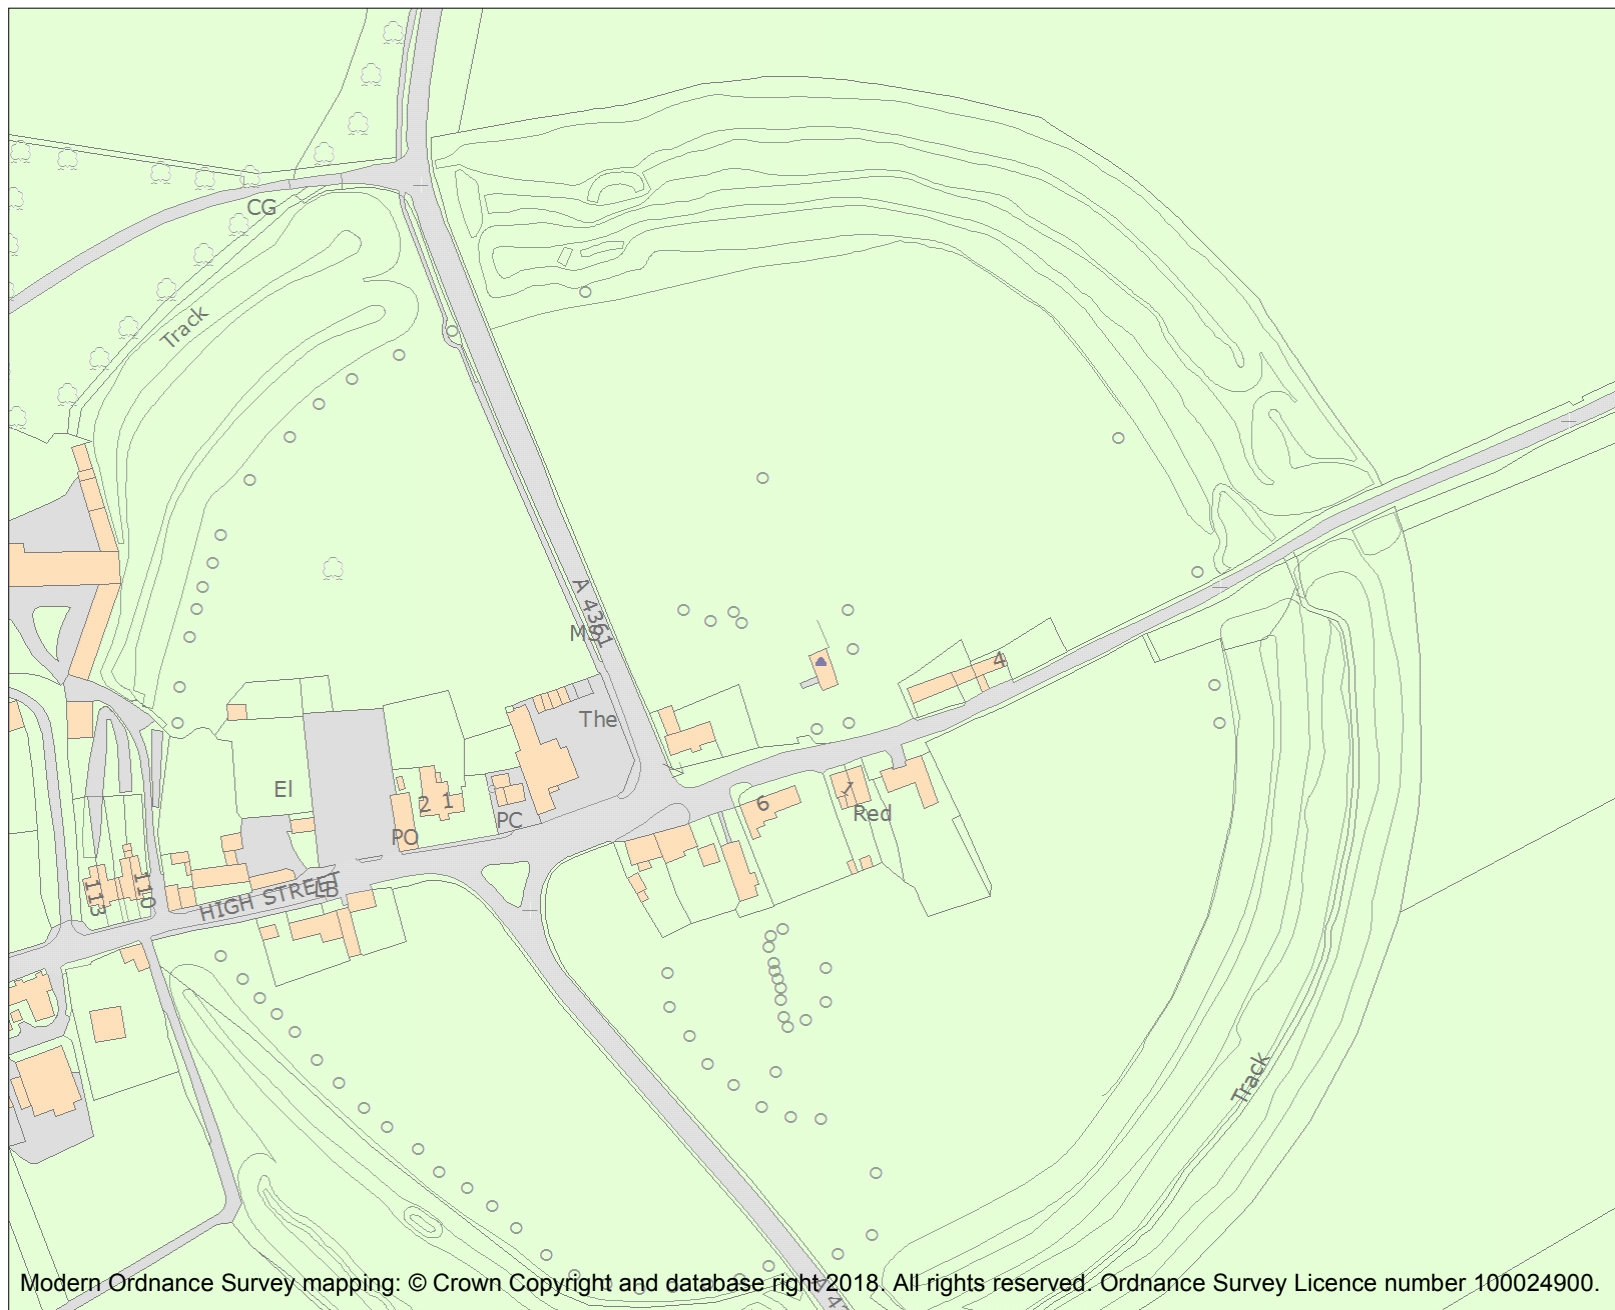 CG
Track
A 4361
MS
4
The
El
2 1
PO
PC
6
1
Red
113
110
HIGH STREET
LB
Track
Modern Ordnance Survey mapping: © Crown Copyright and database right 2018. All rights reserved. Ordnance Survey Licence number 100024900.